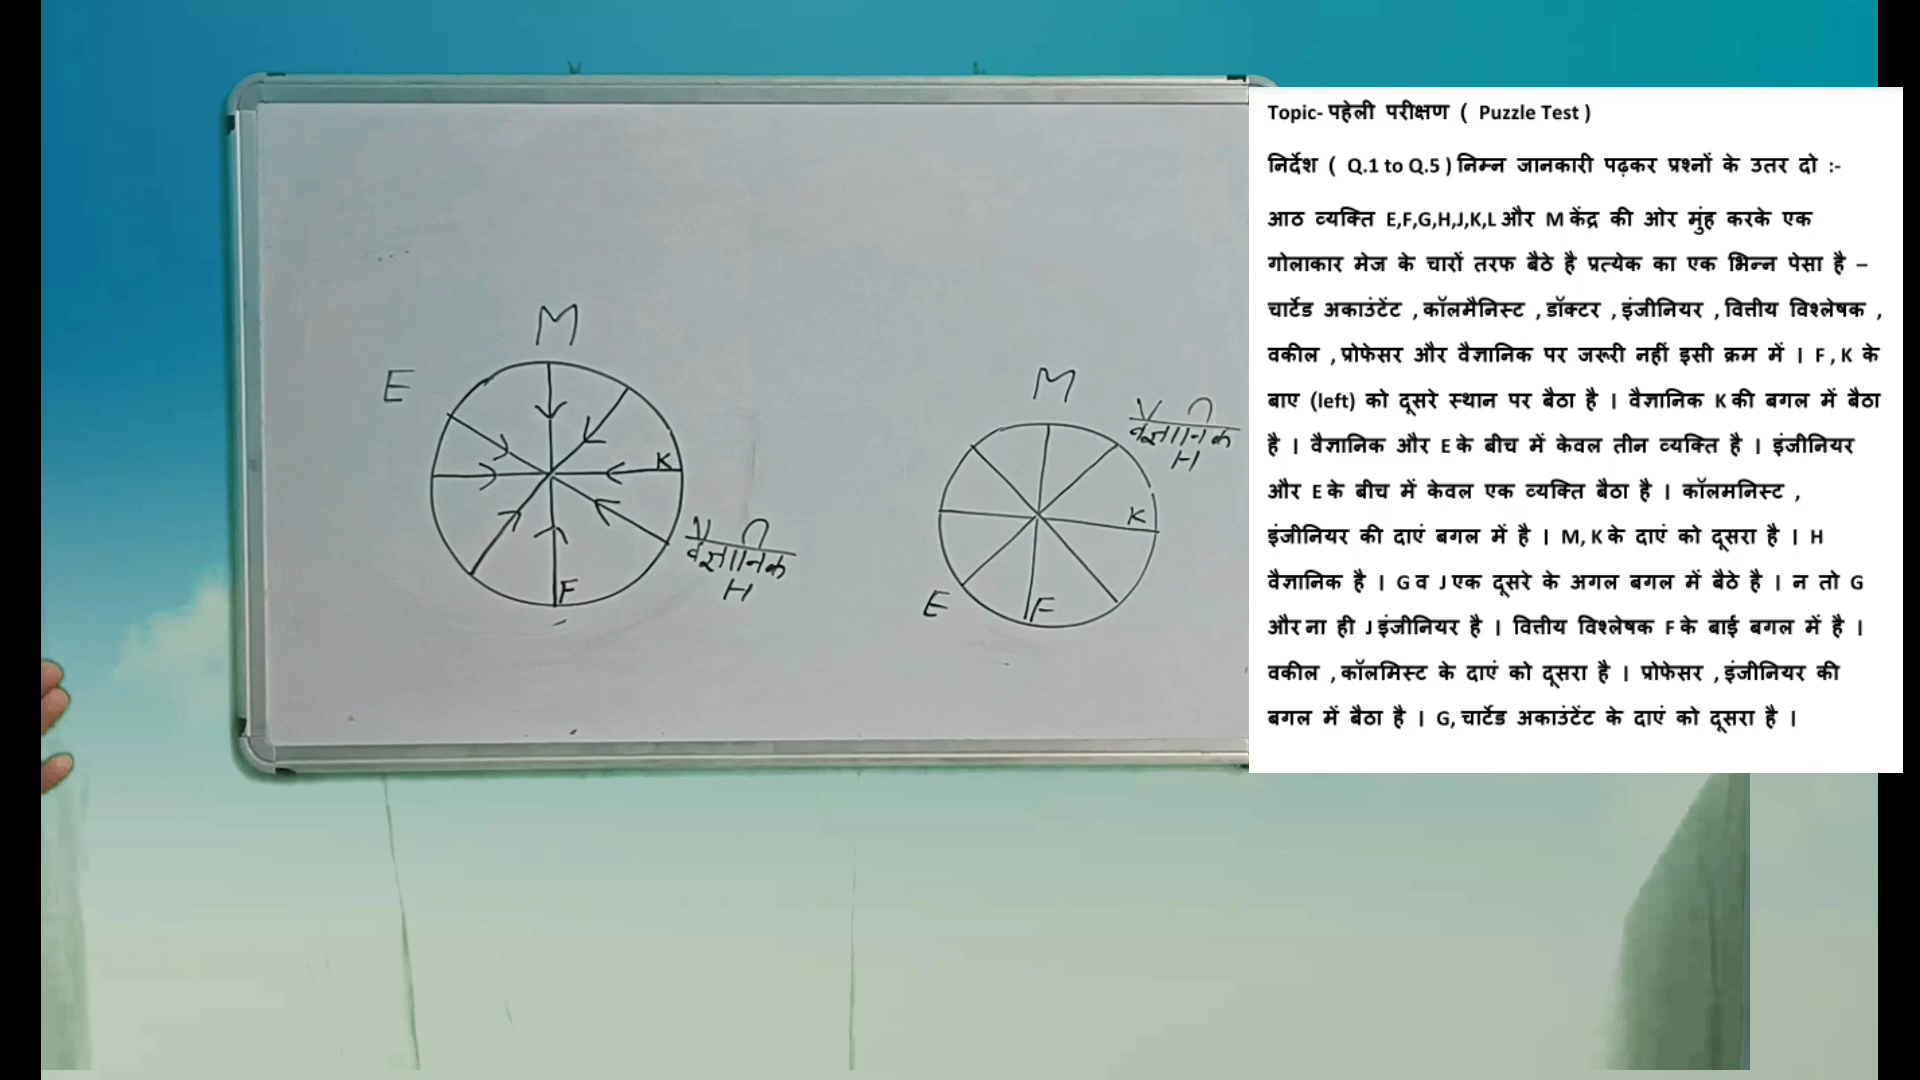 Topic- पहेली परीक्षण ( Puzzle Test )
निर्देश ( Q.1 to Q.5 ) निम्न जानकारी पढ़कर प्रश्नों के उतर दो :-
आठ व्यक्ति E,F,G,H,J,K,L और M केंद्र की ओर मुंह करके एक
गोलाकार मेज के चारों तरफ बैठे है प्रत्येक का एक भिन्न पेसा है –
चार्टेड अकाउंटेंट , कॉलमैनिस्ट , डॉक्टर , इंजीनियर , वित्तीय विश्लेषक ,
वकील , प्रोफेसर और वैज्ञानिक पर जरूरी नहीं इसी क्रम में । F , K के
बाए (left) को दूसरे स्थान पर बैठा है । वैज्ञानिक K की बगल में बैठा
है । वैज्ञानिक और E के बीच में केवल तीन व्यक्ति है । इंजीनियर
और E के बीच में केवल एक व्यक्ति बैठा है । कॉलमनिस्ट ,
इंजीनियर की दाएं बगल में है । M, K के दाएं को दूसरा है । H
वैज्ञानिक है । G व J एक दूसरे के अगल बगल में बैठे है । न तो G
और ना ही J इंजीनियर है । वित्तीय विश्लेषक F के बाई बगल में है ।
वकील , कॉलमिस्ट के दाएं को दूसरा है । प्रोफेसर , इंजीनियर की
बगल में बैठा है । G, चार्टेड अकाउंटेंट के दाएं को दूसरा है ।
M
E
K
वैज्ञानिक
H
F
M
वैज्ञानिक
H
K
E
F